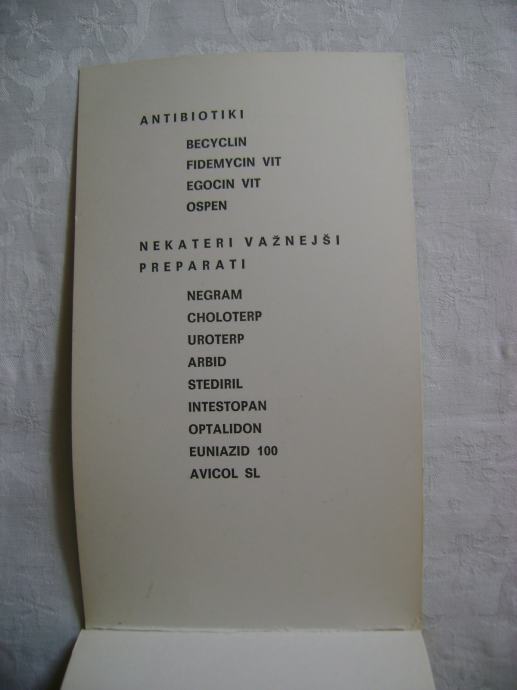 ANTIBIOTIKI
BECYCLIN
FIDEMYCIN VIT
EGOCIN VIT
OSPEN
NEKATERI VAŽNEJŠI
PREPARATI
NEGRAM
CHOLOTERP
UROTERP
ARBID
STEDIRIL
INTESTOPAN
OPTALIDON
EUNIAZID 100
AVICOL SL